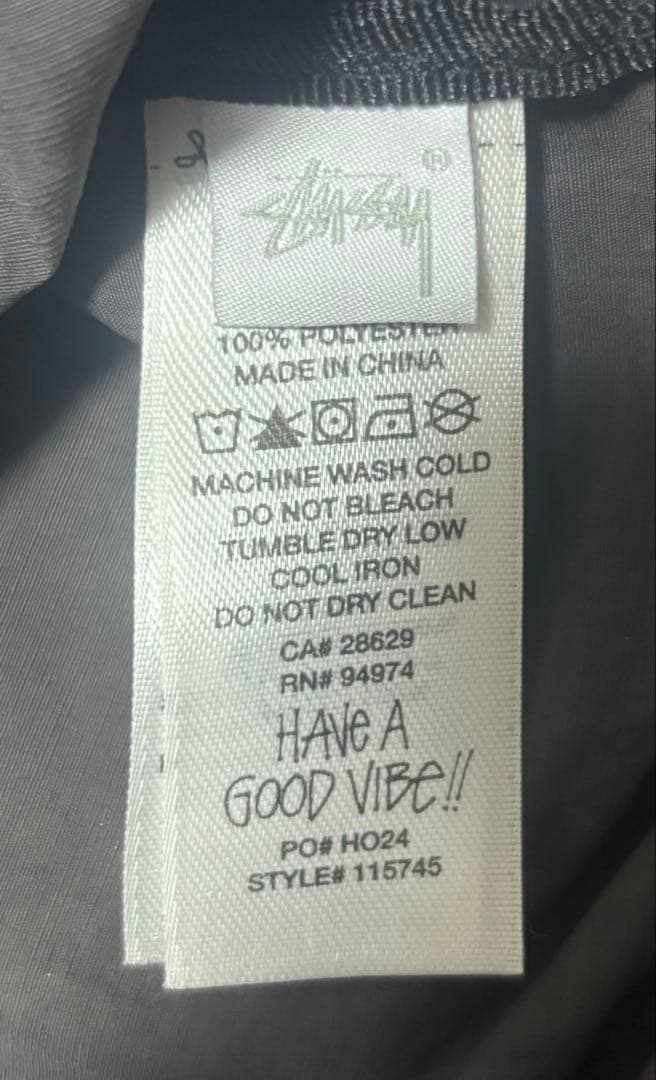 Stüssy ®
100% POLYESTER
MADE IN CHINA
MACHINE WASH COLD
DO NOT BLEACH
TUMBLE DRY LOW
COOL IRON
DO NOT DRY CLEAN
CA# 28629
RN# 94974
HAVe A
GOOD VIBe!!
PO# HO24
STYLE# 115745